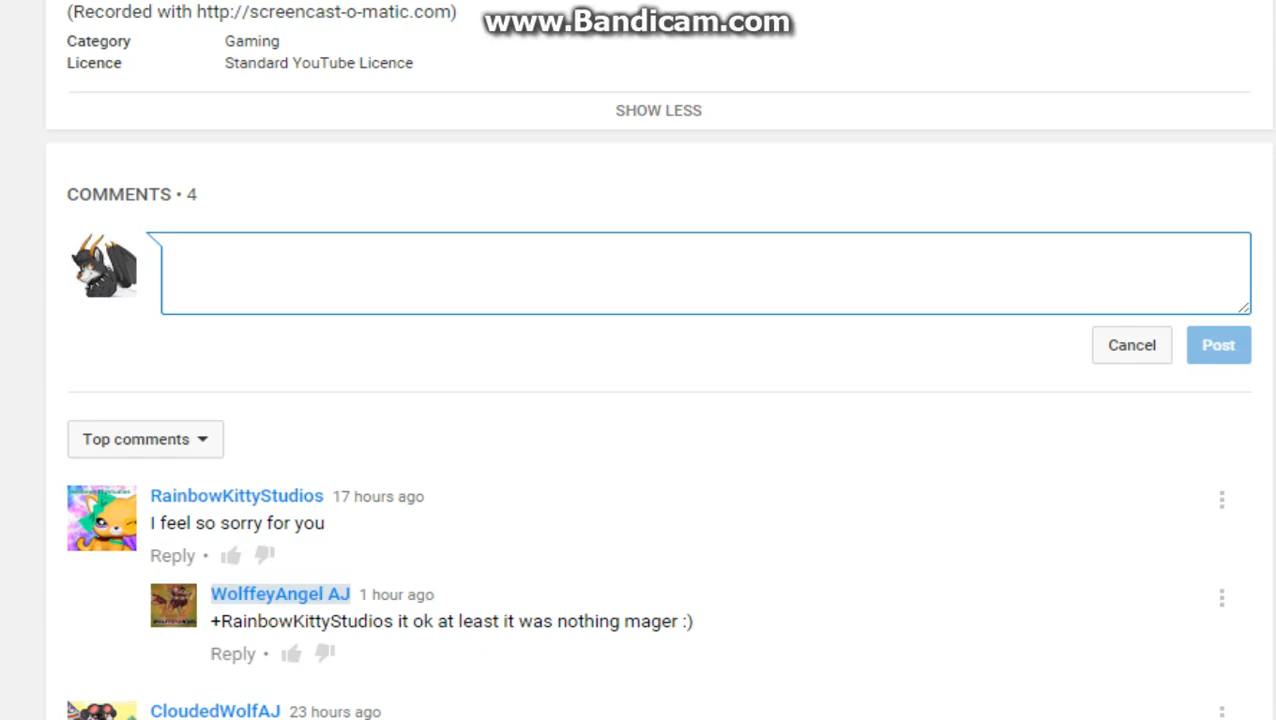 (Recorded with http://screencast-o-matic.com)
www.Bandicam.com
Category Gaming
Licence Standard YouTube Licence
SHOW LESS
COMMENTS • 4
Cancel Post
Top comments
RainbowKittyStudios 17 hours ago
I feel so sorry for you
Reply •
WolffeyAngel AJ 1 hour ago
+RainbowKittyStudios it ok at least it was nothing mager :)
Reply •
CloudedWolfAJ 23 hours ago